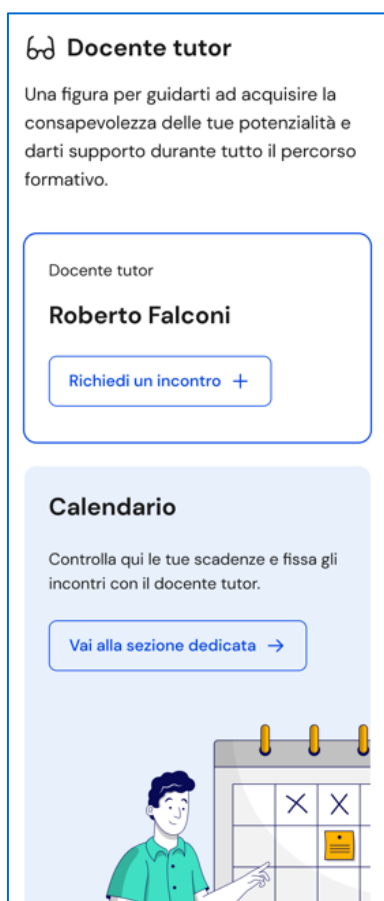 Docente tutor
Una figura per guidarti ad acquisire la
consapevolezza delle tue potenzialità e
darti supporto durante tutto il percorso
formativo.
Docente tutor
Roberto Falconi
Richiedi un incontro +
Calendario
Controlla qui le tue scadenze e fissa gli
incontri con il docente tutor.
Vai alla sezione dedicata →